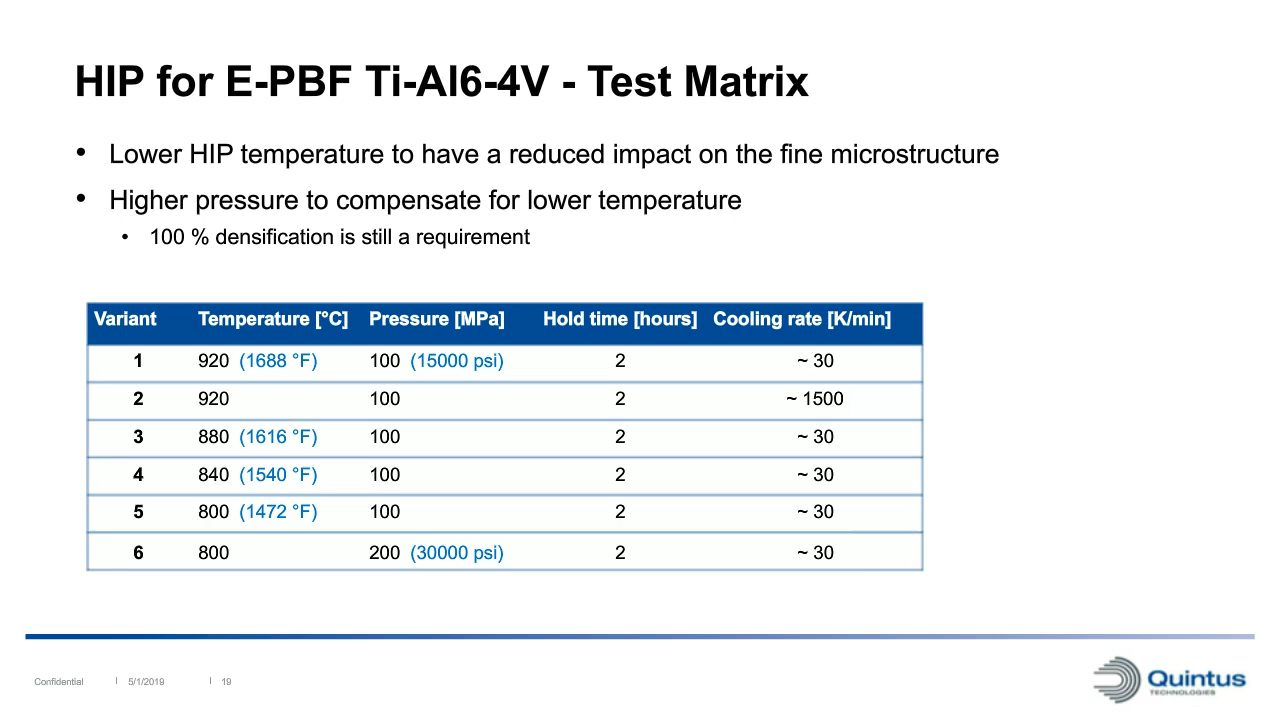 HIP for E-PBF Ti-Al6-4V - Test Matrix
• Lower HIP temperature to have a reduced impact on the fine microstructure
• Higher pressure to compensate for lower temperature
• 100 % densification is still a requirement
Variant Temperature [°C] Pressure [MPa] Hold time [hours] Cooling rate [K/min]
1 920 (1688 °F) 100 (15000 psi) 2 ~ 30
2 920 100 2 ~ 1500
3 880 (1616 °F) 100 2 ~ 30
4 840 (1540 °F) 100 2 ~ 30
5 800 (1472 °F) 100 2 ~ 30
6 800 200 (30000 psi) 2 ~ 30
Confidential | 5/1/2019 | 19
Quintus
TECHNOLOGIES